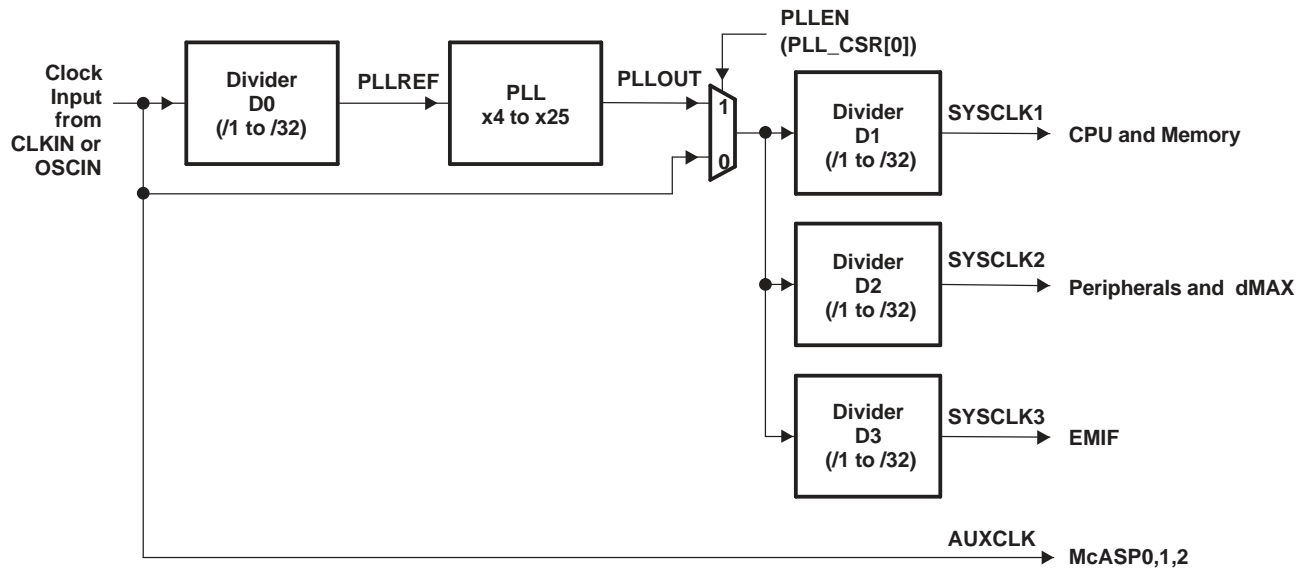 PLLEN
(PLL_CSR[0])
Clock
Input
from
CLKIN or
OSCIN
Divider
D0
(/1 to /32)
PLLREF
PLL
x4 to x25
PLLOUT
1
0
Divider
D1
(/1 to /32)
SYSCLK1
CPU and Memory
Divider
D2
(/1 to /32)
SYSCLK2
Peripherals and dMAX
Divider
D3
(/1 to /32)
SYSCLK3
EMIF
AUXCLK
McASP0,1,2